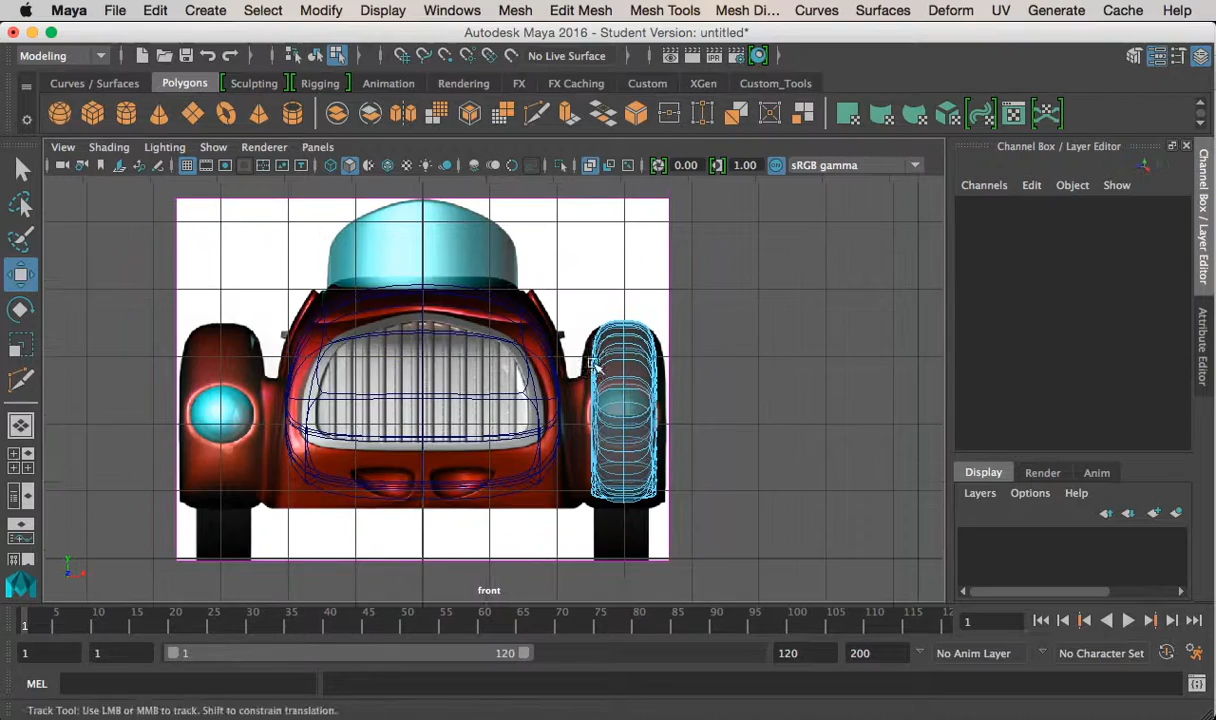 Maya File Edit Create Select Modify Display Windows Mesh Edit Mesh Mesh Tools Mesh Di... Curves Surfaces Deform UV Generate Cache Help
Autodesk Maya 2016 - Student Version: untitled*
Modeling No Live Surface
Curves / Surfaces Polygons Sculpting Rigging Animation Rendering FX FX Caching Custom XGen Custom_Tools
View Shading Lighting Show Renderer Panels
0.00 1.00 ON sRGB gamma
Channel Box / Layer Editor
Channels Edit Object Show
Channel Box / Layer Editor
Attribute Editor
Display Render Anim
Layers Options Help
front
5 10 15 20 25 30 35 40 45 50 55 60 65 70 75 80 85 90 95 100 105 110 115 12
1 1
1 1 1 120 120 200 No Anim Layer No Character Set
MEL
Track Tool: Use LMB or MMB to track. Shift to constrain translation.